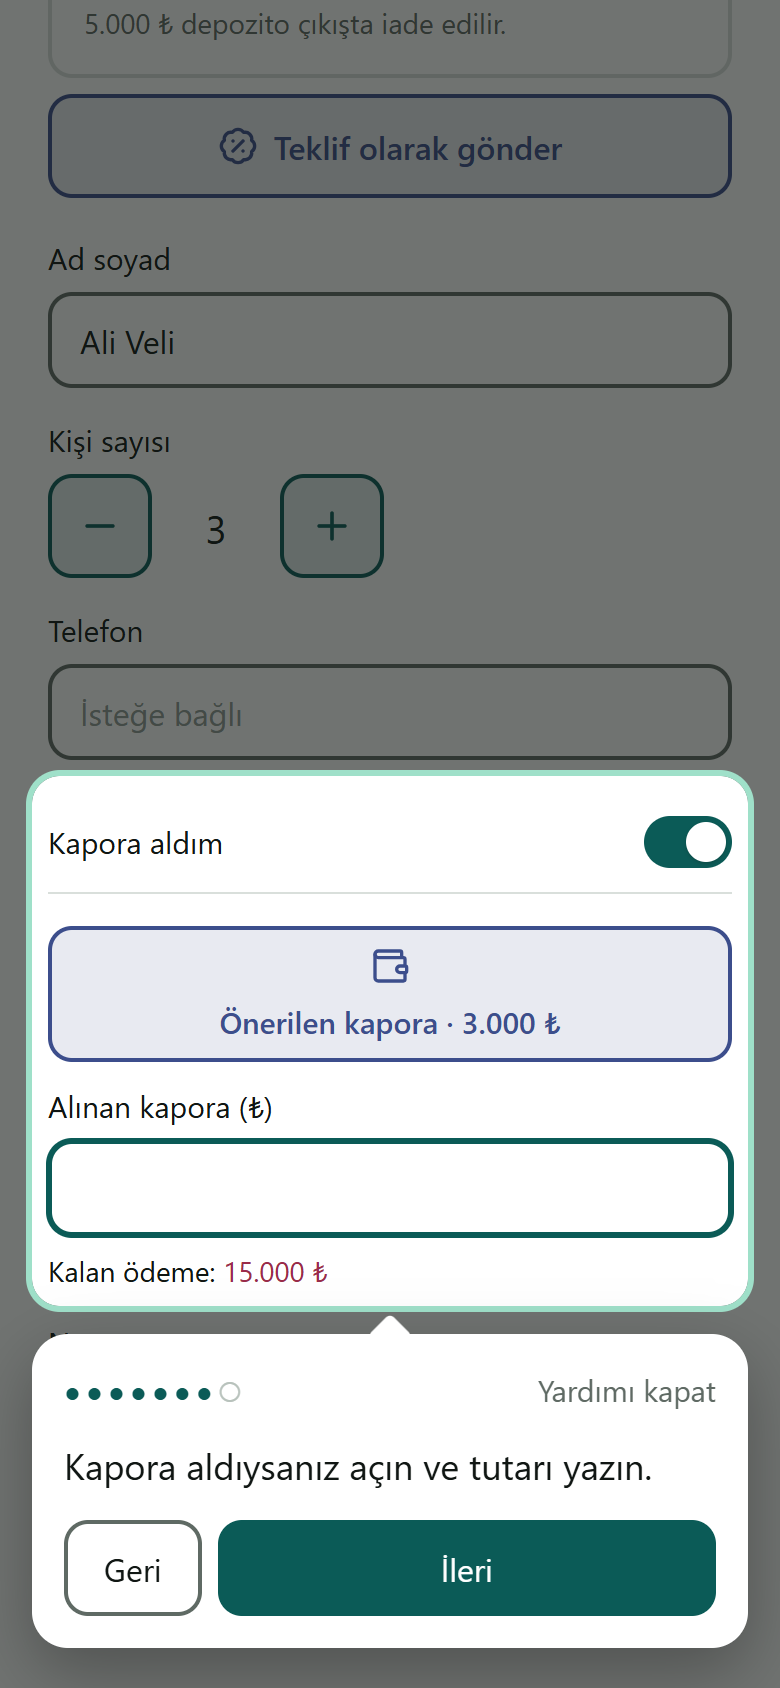 5.000 ₺ depozito çıkışta iade edilir.
Teklif olarak gönder
Ad soyad
Ali Veli
Kişi sayısı
3
Telefon
İsteğe bağlı
Kapora aldım
Önerilen kapora · 3.000 ₺
Alınan kapora (₺)
Kalan ödeme: 15.000 ₺
Yardımı kapat
Kapora aldıysanız açın ve tutarı yazın.
Geri
İleri